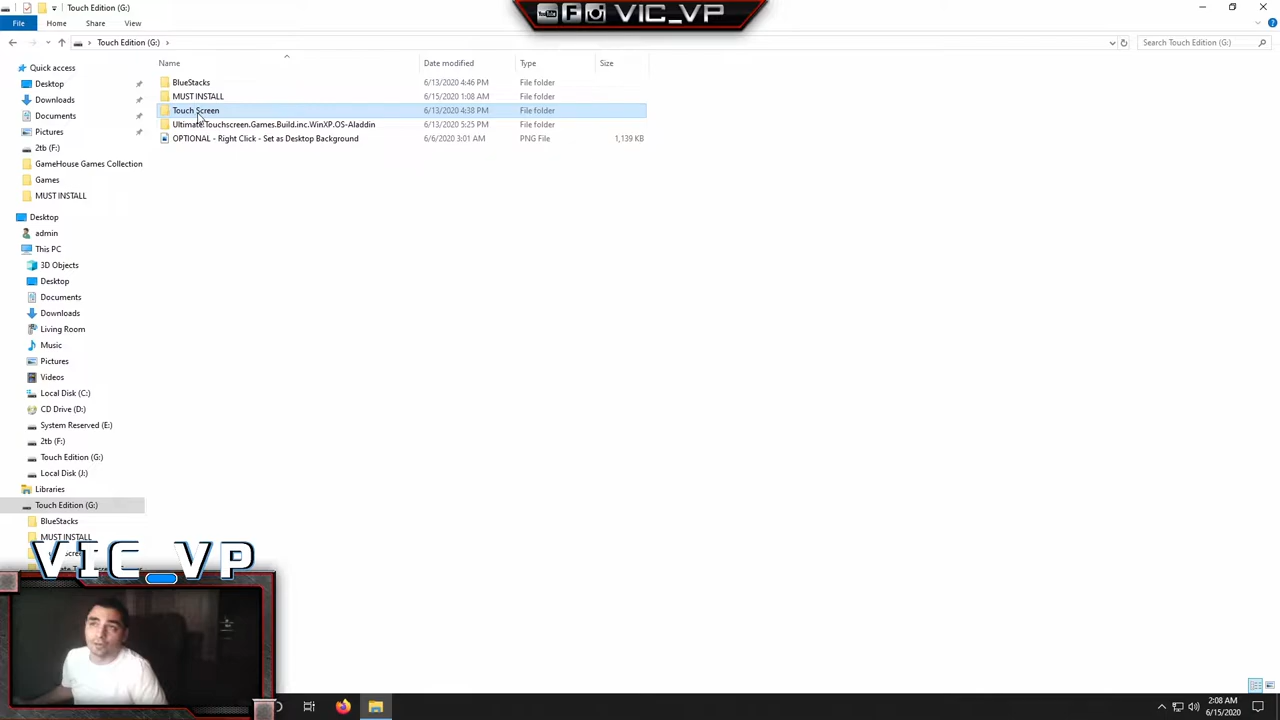 Touch Edition (G:)
VIC_VP
File
Home
Share
View
Touch Edition (G:)
Search Touch Edition (G:)
Name
Date modified
Type
Size
Quick access
Desktop
Downloads
Documents
Pictures
2tb (F:)
GameHouse Games Collection
Games
MUST INSTALL
Desktop
admin
This PC
3D Objects
Desktop
Documents
Downloads
Living Room
Music
Pictures
Videos
Local Disk (C:)
CD Drive (D:)
System Reserved (E:)
2tb (F:)
Touch Edition (G:)
Local Disk (J:)
Libraries
Touch Edition (G:)
BlueStacks
MUST INSTALL
BlueStacks 6/13/2020 4:46 PM File folder
MUST INSTALL 6/15/2020 1:08 AM File folder
Touch Screen 6/13/2020 4:38 PM File folder
Ultimate.Touchscreen.Games.Build.inc.WinXP.OS-Aladdin 6/13/2020 5:25 PM File folder
OPTIONAL - Right Click - Set as Desktop Background 6/6/2020 3:01 AM PNG File 1,139 KB
VIC_VP
2:08 AM
6/15/2020